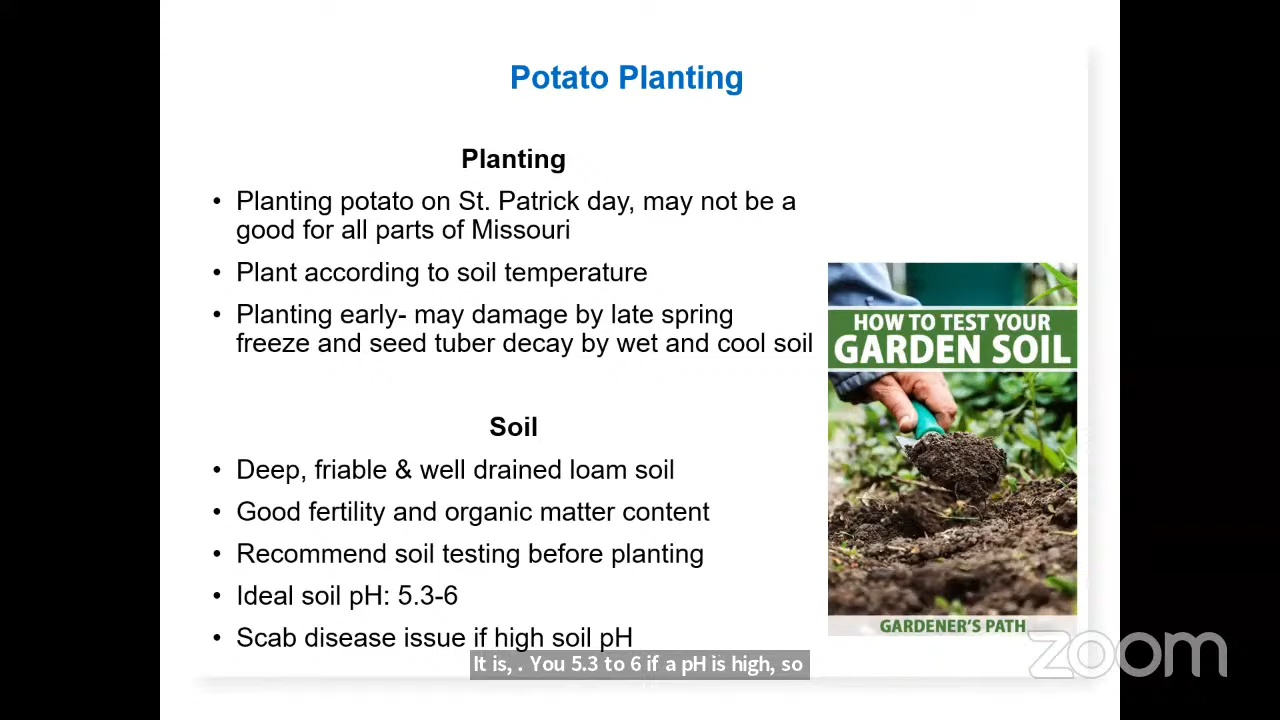 Potato Planting
Planting
• Planting potato on St. Patrick day, may not be a
good for all parts of Missouri
• Plant according to soil temperature
• Planting early- may damage by late spring
freeze and seed tuber decay by wet and cool soil
HOW TO TEST YOUR
GARDEN SOIL
GARDENER'S PATH
Soil
• Deep, friable & well drained loam soil
• Good fertility and organic matter content
• Recommend soil testing before planting
• Ideal soil pH: 5.3-6
• Scab disease issue if high soil pH
It is, . You 5.3 to 6 if a pH is high, so
zoom